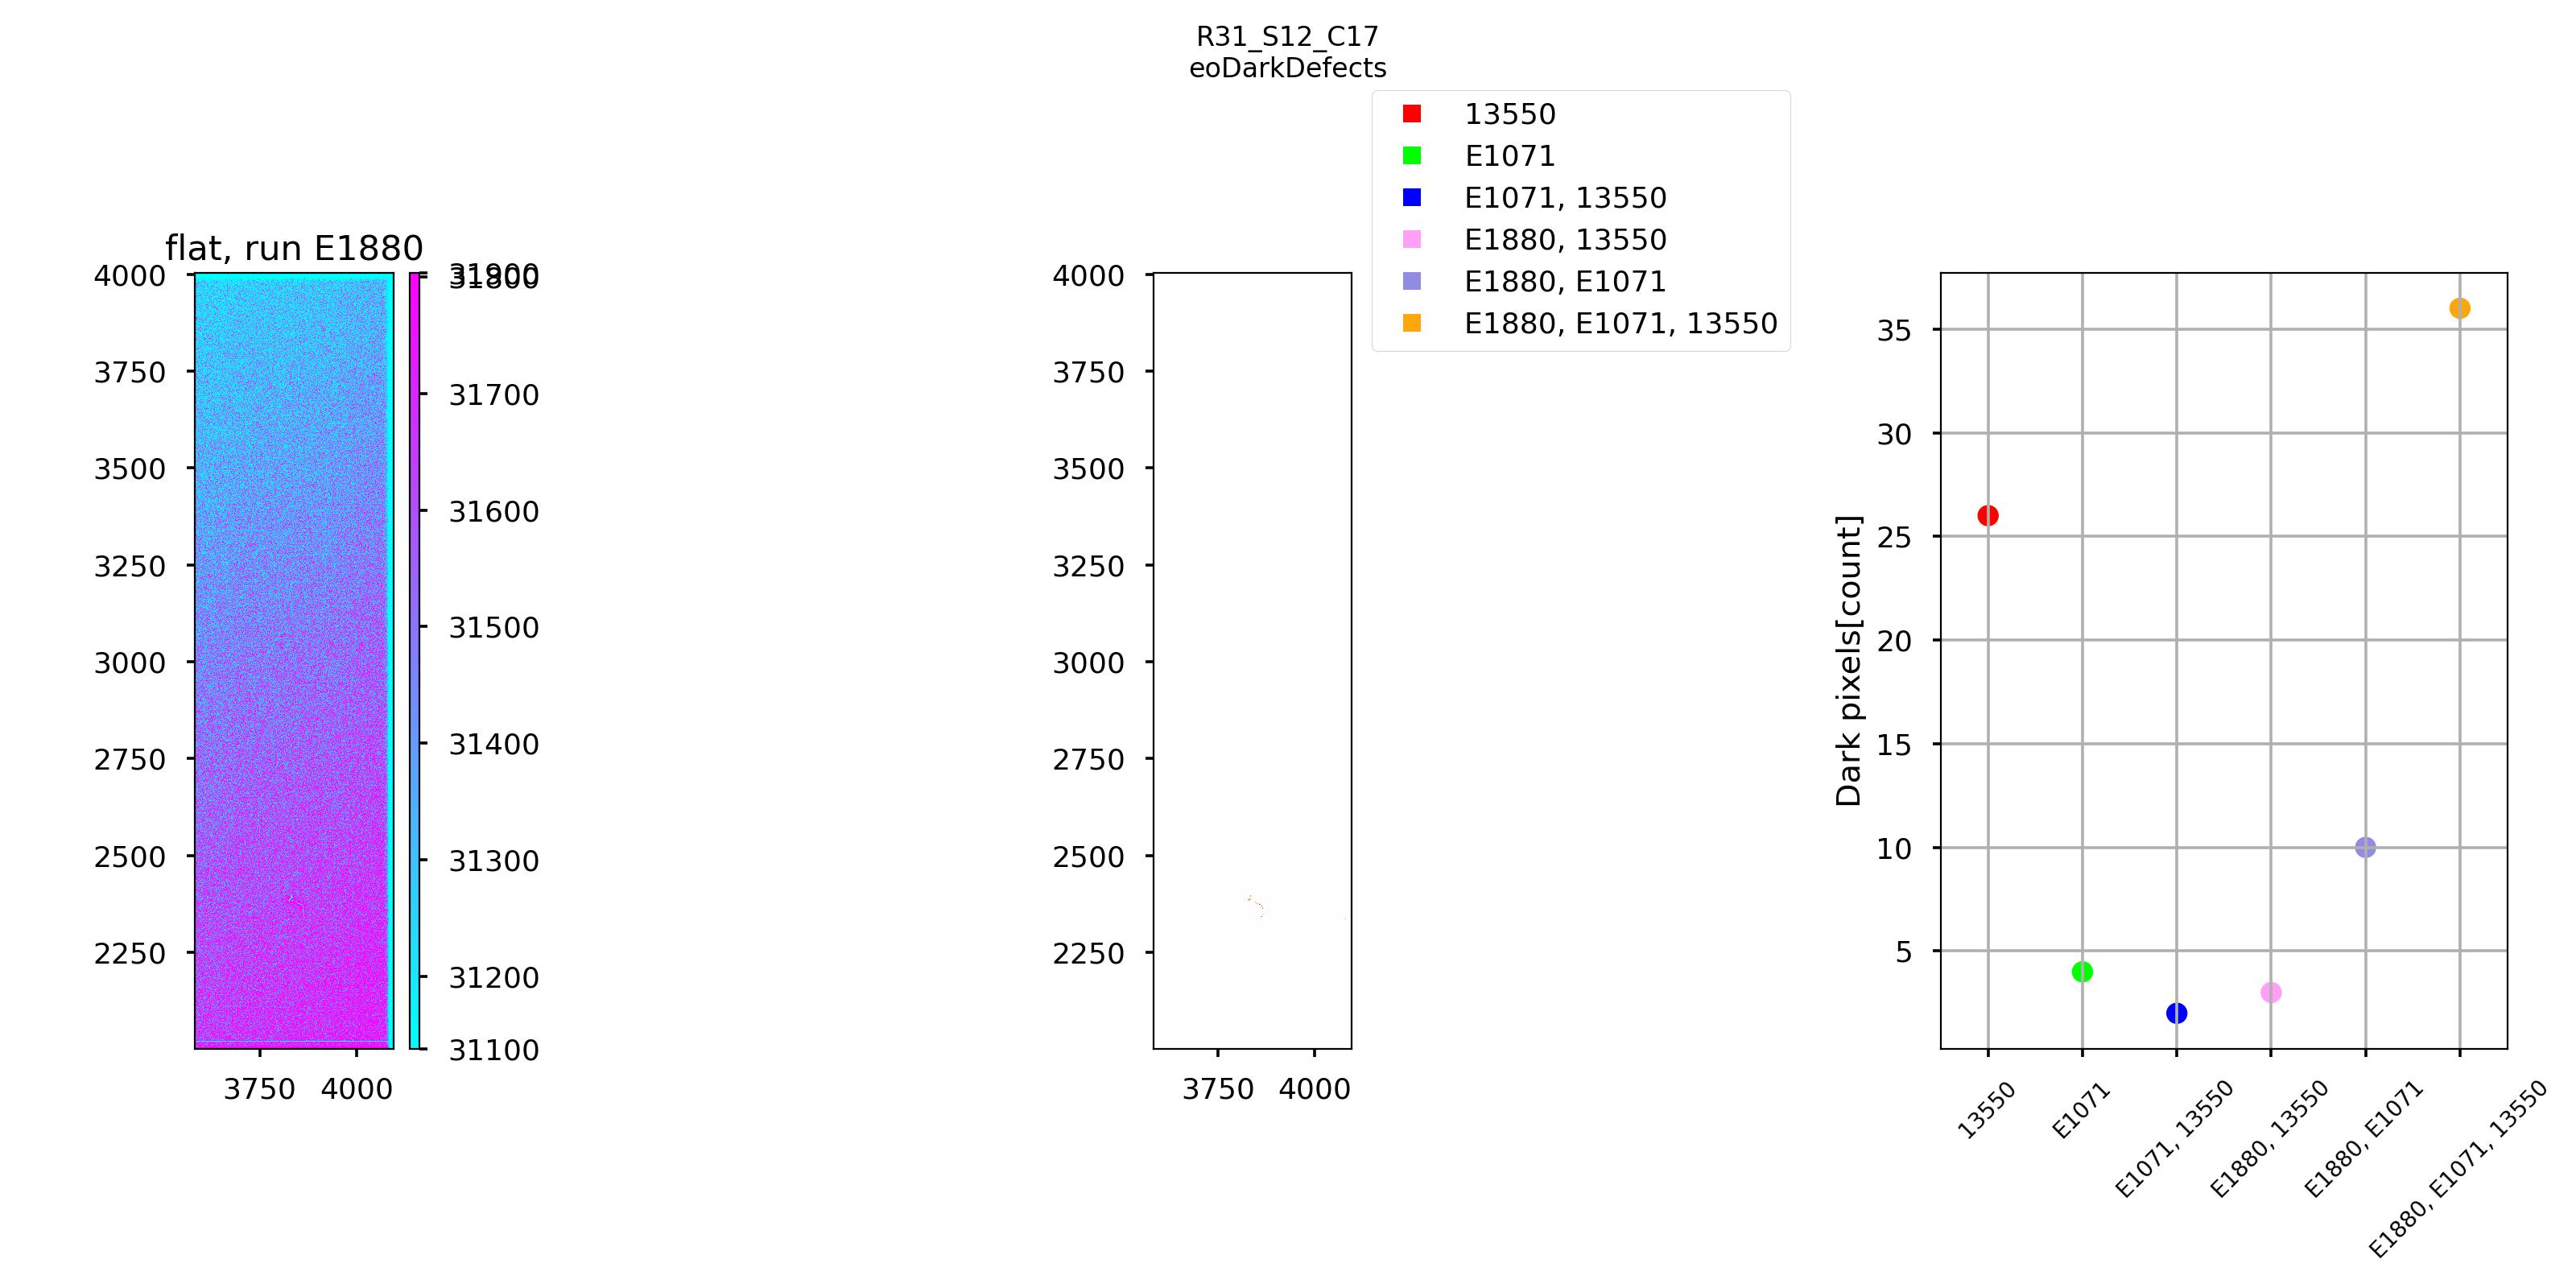 R31_S12_C17
eoDarkDefects
13550
E1071
E1071, 13550
E1880, 13550
E1880, E1071
E1880, E1071, 13550
flat, run E1880
4000
3750
3500
3250
3000
2750
2500
2250
3750 4000
31900
31800
31700
31600
31500
31400
31300
31200
31100
4000
3750
3500
3250
3000
2750
2500
2250
3750 4000
Dark pixels[count]
35
30
25
20
15
10
5
13550
E1071
E1071, 13550
E1880, 13550
E1880, E1071
E1880, E1071, 13550